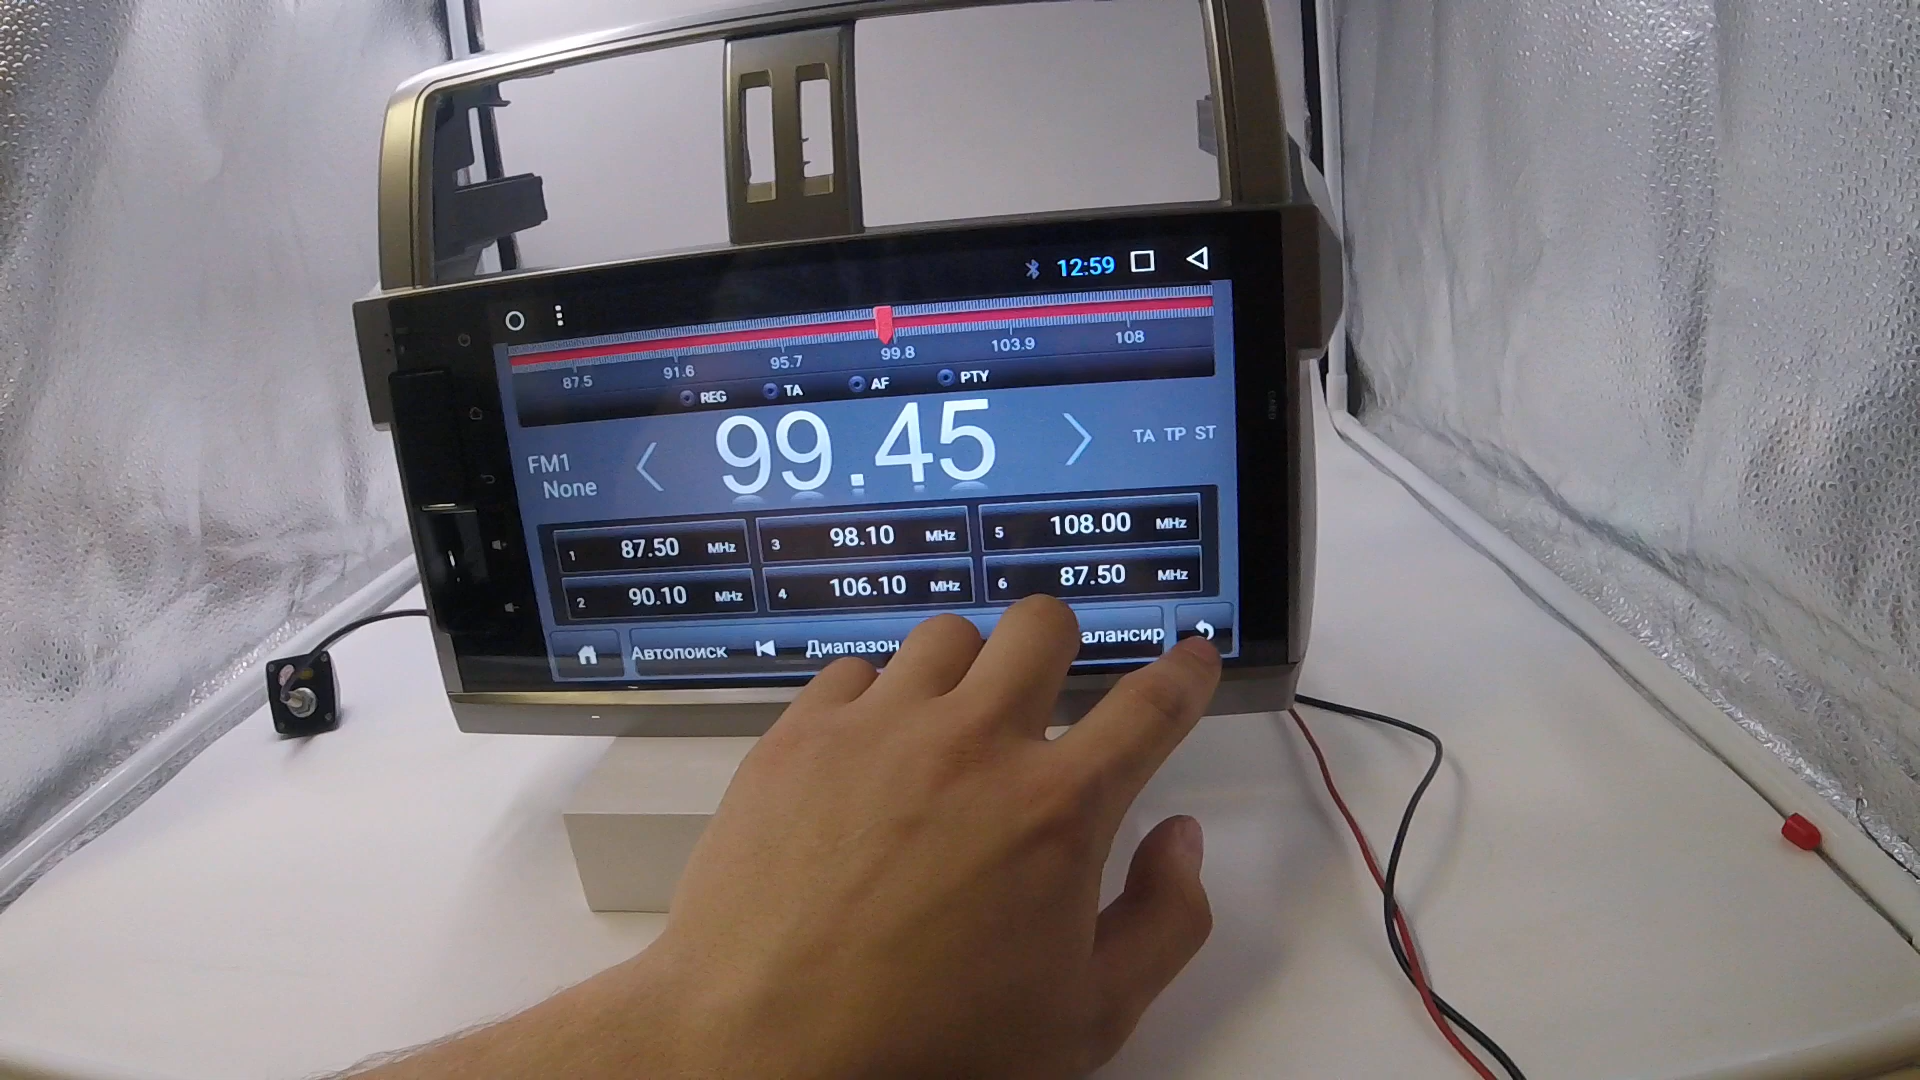 12:59
87.5 91.6 95.7 99.8 103.9 108
REG TA AF PTY
FM1
None
99.45
TA TP ST
1 87.50 MHz 3 98.10 MHz 5 108.00 MHz
2 90.10 MHz 4 106.10 MHz 6 87.50 MHz
Автопоиск Диапазон алансир